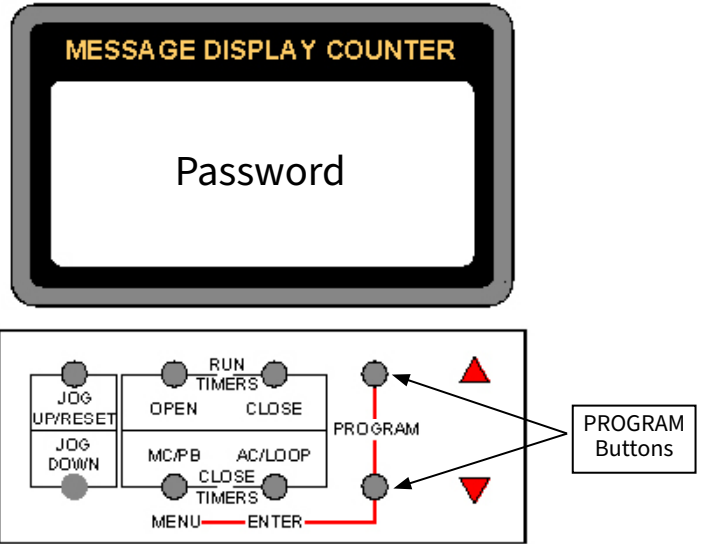 MESSAGE DISPLAY COUNTER
Password
RUN
TIMERS
JOG
UP/RESET
OPEN
CLOSE
JOG
DOWN
MC/PB
AC/LOOP
CLOSE
TIMERS
MENU
ENTER
PROGRAM
PROGRAM
Buttons